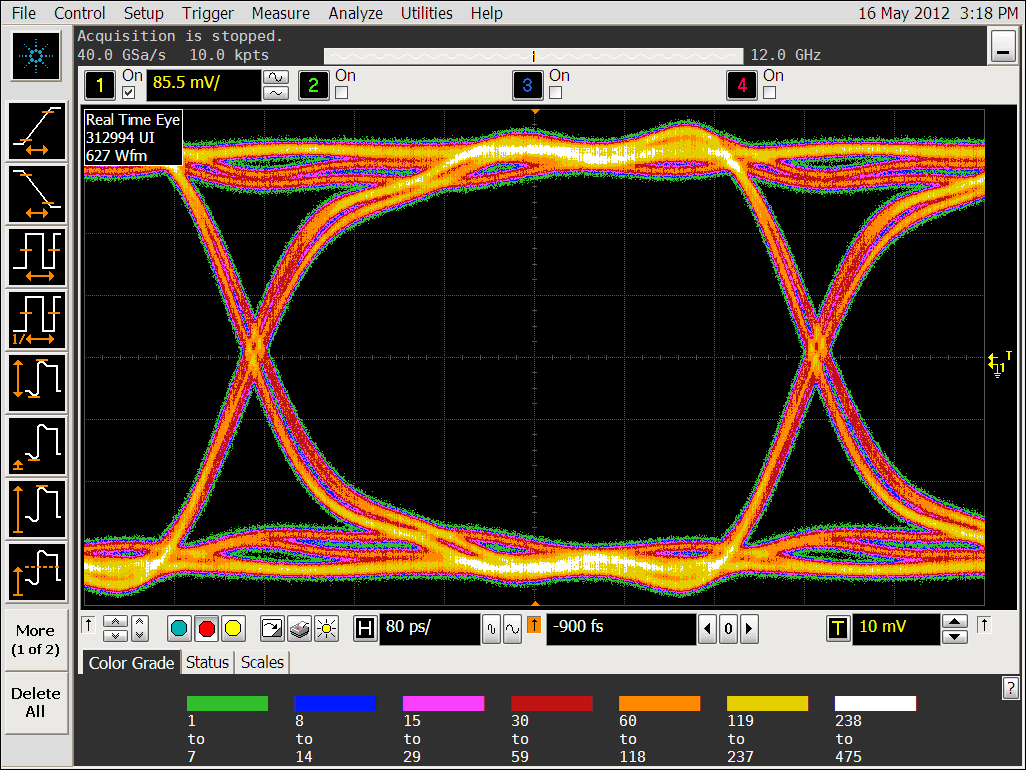 File Control Setup Trigger Measure Analyze Utilities Help 16 May 2012 3:18 PM
Acquisition is stopped.
40.0 GSa/s 10.0 kpts 12.0 GHz
1 On 85.5 mV/ 2 On 3 On 4 On
Real Time Eye
312994 UI
627 Wfm
T
1
1/
H 80 ps/ -900 fs 0 T 10 mV
More
(1 of 2)
Delete
All
Color Grade Status Scales
?
1 8 15 30 60 119 238
to to to to to to to
7 14 29 59 118 237 475